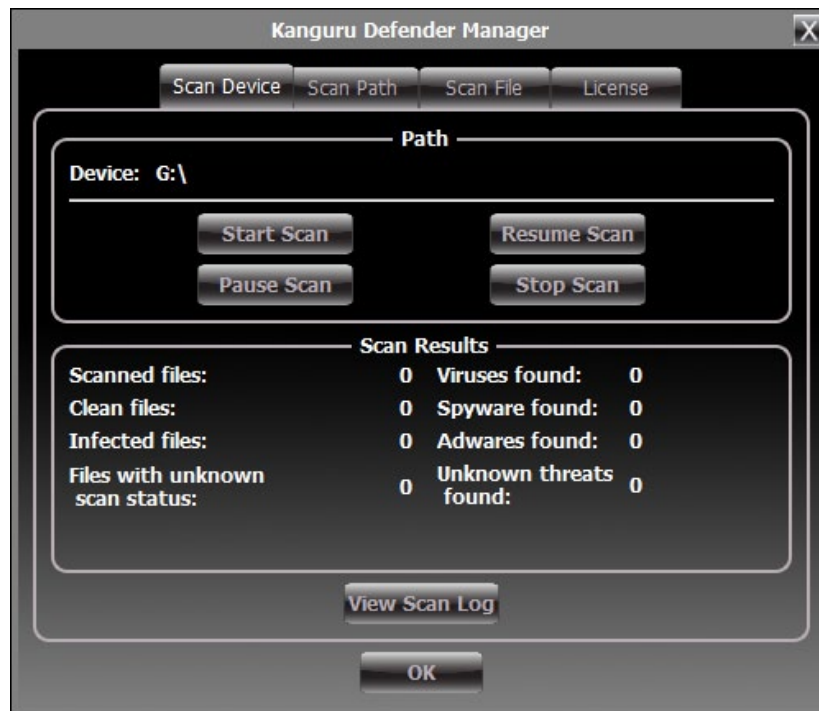 Kanguru Defender Manager
X
Scan Device
Scan Path
Scan File
License
Path
Device: G:\
Start Scan
Resume Scan
Pause Scan
Stop Scan
Scan Results
Scanned files: 0 Viruses found: 0
Clean files: 0 Spyware found: 0
Infected files: 0 Adwares found: 0
Files with unknown
scan status: 0
Unknown threats
found: 0
View Scan Log
OK